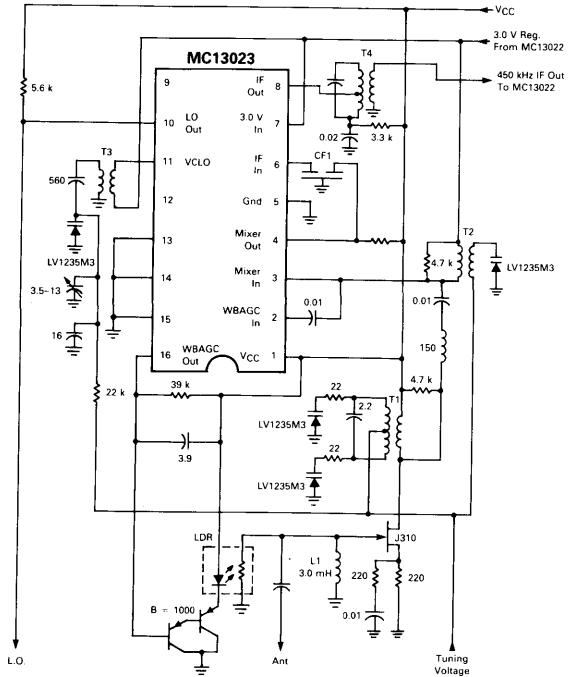 VCC
3.0 V Reg.
From MC13022
T4
MC13023
9
IF
Out
8
450 kHz IF Out
To MC13022
5.6 k
10
LO
Out
3.0 V
In
7
0.02
3.3 k
T3
11
VCLO
IF
In
6
CF1
560
12
Gnd
5
LV1235M3
13
Mixer
Out
4
T2
4.7 k
LV1235M3
3.5-13
14
Mixer
In
3
0.01
0.01
16
15
WBAGC
In
2
150
16
WBAGC
Out
VCC
1
22 k
39 k
4.7 k
22
T1
2.2
LV1235M3
3.9
22
LV1235M3
LDR
J310
L1
3.0 mH
220
220
B = 1000
0.01
L.O.
Ant
Tuning
Voltage